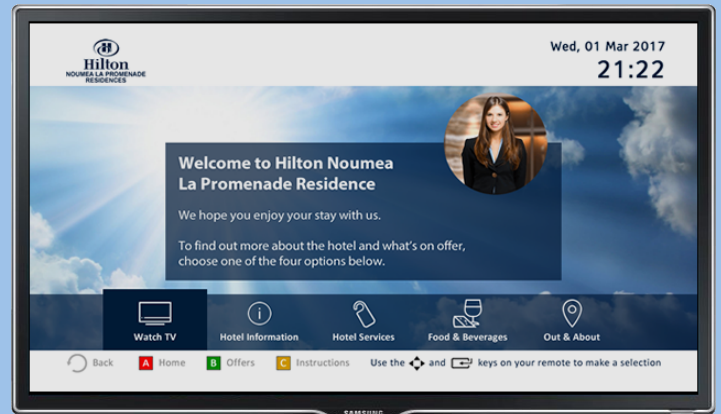 Hilton
NOUMEA LA PROMENADE
RESIDENCES
Wed, 01 Mar 2017
21:22
Welcome to Hilton Noumea
La Promenade Residence
We hope you enjoy your stay with us.
To find out more about the hotel and what's on offer,
choose one of the four options below.
Watch TV
Hotel Information
Hotel Services
Food & Beverages
Out & About
Back
A Home
B Offers
C Instructions
Use the and keys on your remote to make a selection
SAMSUNG